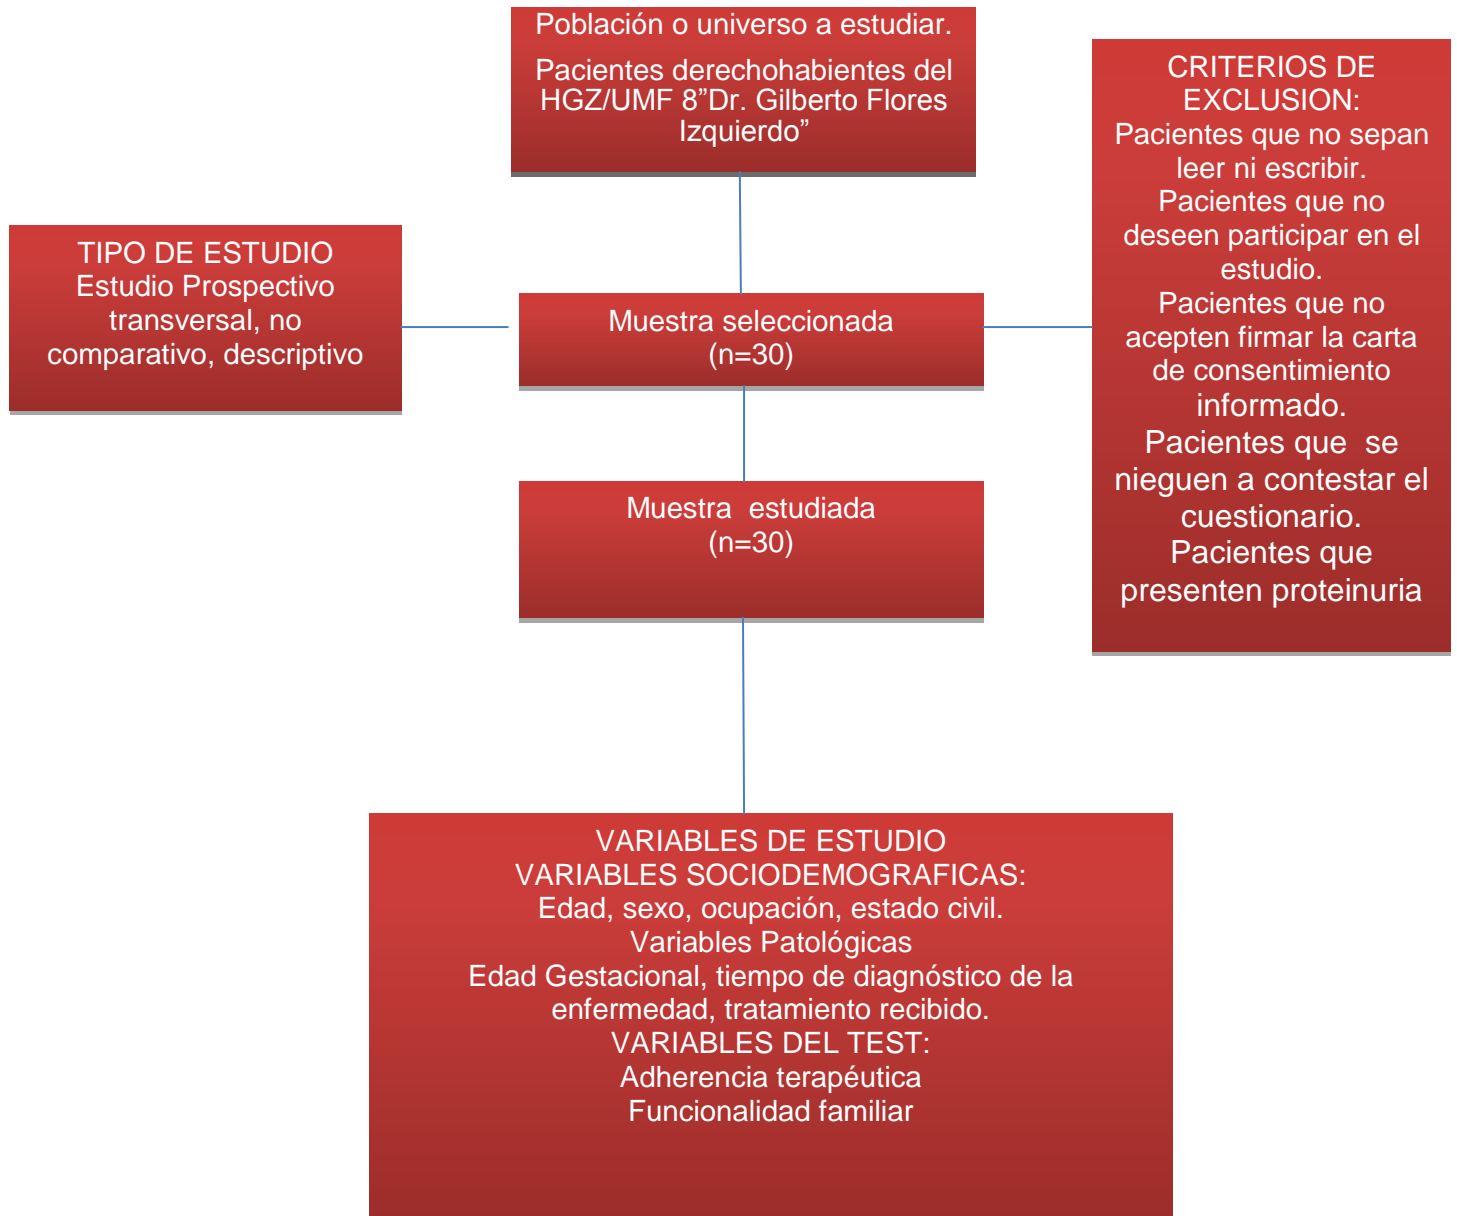 Población o universo a estudiar.
Pacientes derechohabientes del
HGZ/UMF 8”Dr. Gilberto Flores
Izquierdo”
TIPO DE ESTUDIO
Estudio Prospectivo
transversal, no
comparativo, descriptivo
Muestra seleccionada
(n=30)
CRITERIOS DE
EXCLUSION:
Pacientes que no sepan
leer ni escribir.
Pacientes que no
deseen participar en el
estudio.
Pacientes que no
acepten firmar la carta
de consentimiento
informado.
Pacientes que  se
nieguen a contestar el
cuestionario.
Pacientes que
presenten proteinuria
Muestra  estudiada
(n=30)
VARIABLES DE ESTUDIO
VARIABLES SOCIODEMOGRAFICAS:
Edad, sexo, ocupación, estado civil.
Variables Patológicas
Edad Gestacional, tiempo de diagnóstico de la
enfermedad, tratamiento recibido.
VARIABLES DEL TEST:
Adherencia terapéutica
Funcionalidad familiar